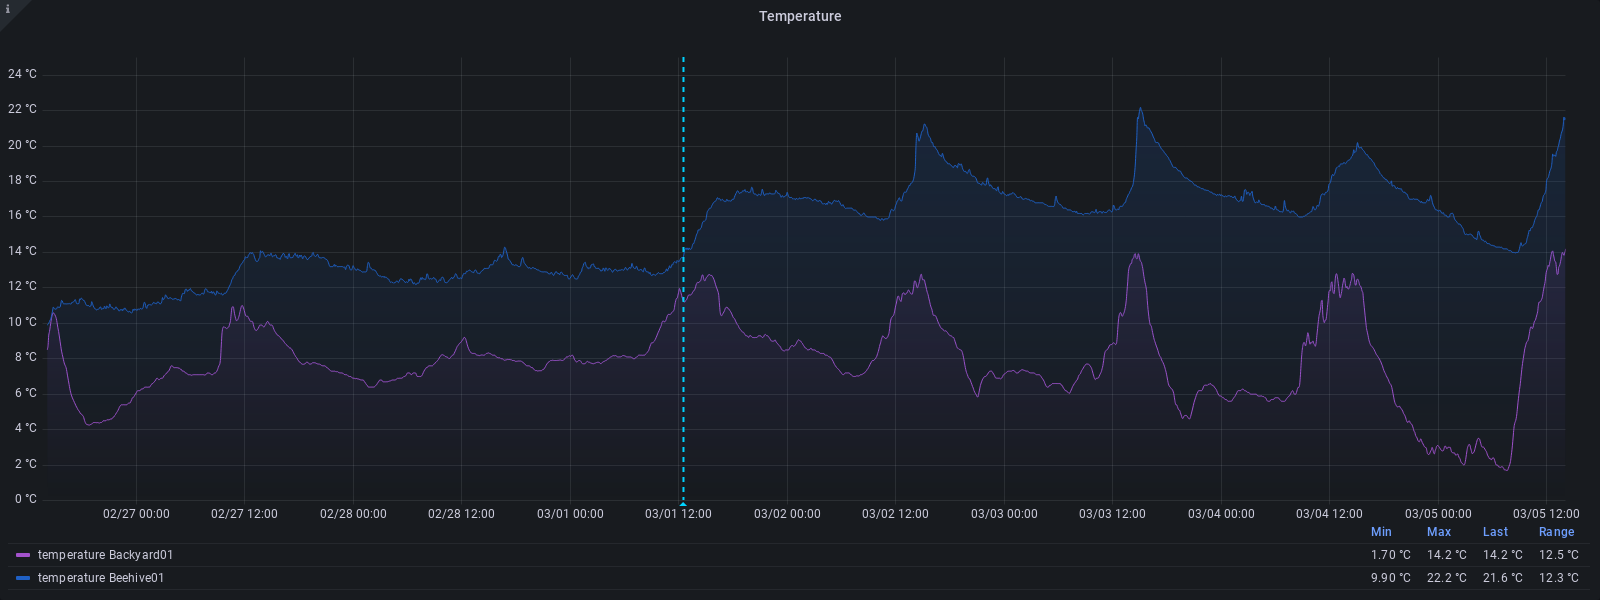 i
Temperature
24 °C
22 °C
20 °C
18 °C
16 °C
14 °C
12 °C
10 °C
8 °C
6 °C
4 °C
2 °C
0 °C
02/27 00:00 02/27 12:00 02/28 00:00 02/28 12:00 03/01 00:00 03/01 12:00 03/02 00:00 03/02 12:00 03/03 00:00 03/03 12:00 03/04 00:00 03/04 12:00 03/05 00:00 03/05 12:00
Min Max Last Range
temperature Backyard01 1.70 °C 14.2 °C 14.2 °C 12.5 °C
temperature Beehive01 9.90 °C 22.2 °C 21.6 °C 12.3 °C